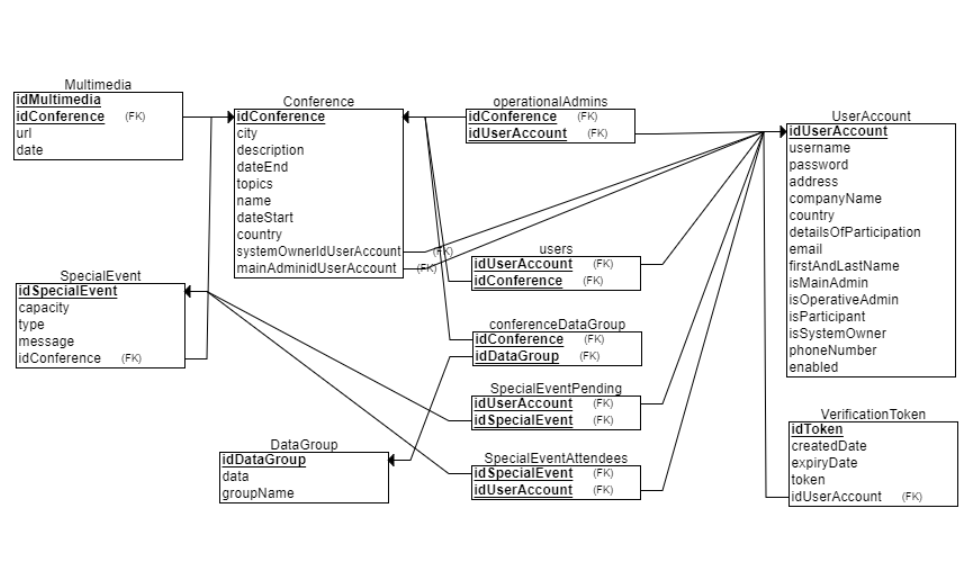 Multimedia
idMultimedia
idConference (FK)
url
date
Conference
idConference
city
description
dateEnd
topics
name
dateStart
country
systemOwnerIdUserAccount (FK)
mainAdminidUserAccount (FK)
operationalAdmins
idConference (FK)
idUserAccount (FK)
UserAccount
idUserAccount
username
password
address
companyName
country
detailsOfParticipation
email
firstAndLastName
isMainAdmin
isOperativeAdmin
isParticipant
isSystemOwner
phoneNumber
enabled
users
idUserAccount (FK)
idConference (FK)
SpecialEvent
idSpecialEvent
capacity
type
message
idConference (FK)
conferenceDataGroup
idConference (FK)
idDataGroup (FK)
SpecialEventPending
idUserAccount (FK)
idSpecialEvent (FK)
DataGroup
idDataGroup
data
groupName
SpecialEventAttendees
idSpecialEvent (FK)
idUserAccount (FK)
VerificationToken
idToken
createdDate
expiryDate
token
idUserAccount (FK)